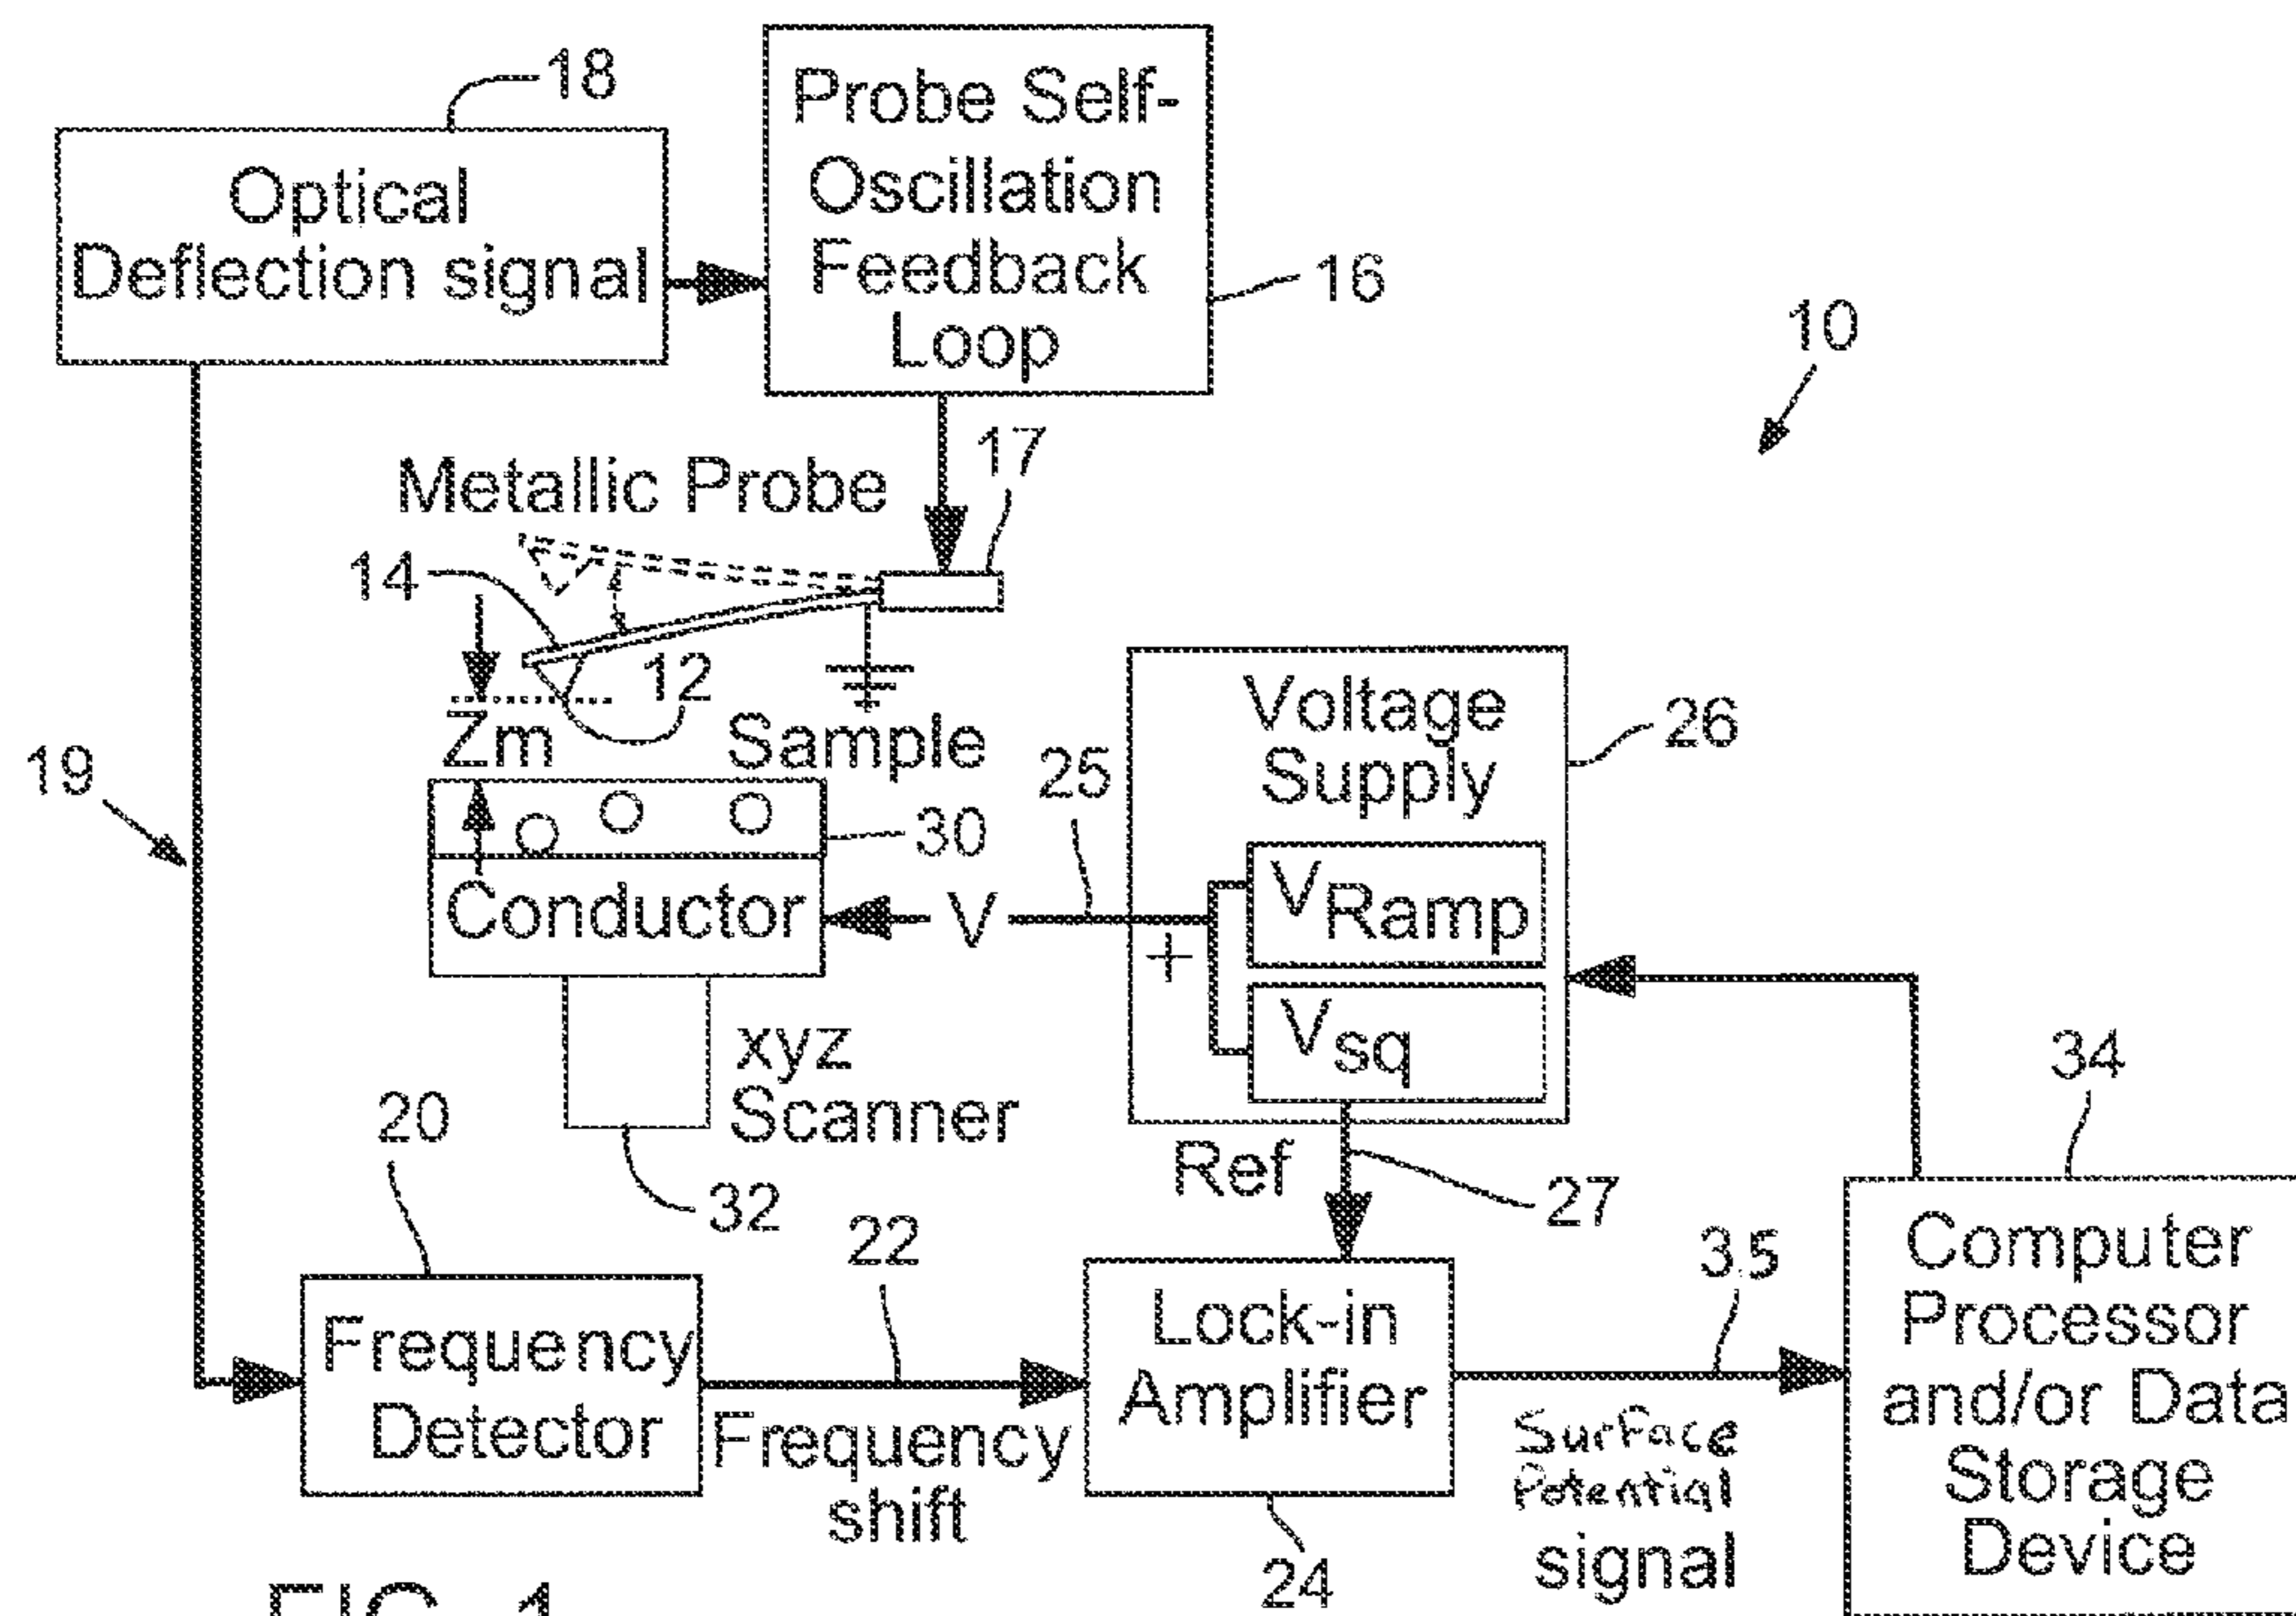 18
Optical
Deflection signal
Probe Self-
Oscillation
Feedback
Loop
16
10
Metallic Probe
17
14
12
Zm
Sample
19
30
Conductor
V
25
Voltage
Supply
26
VRamp
+
Vsq
xyz
Scanner
32
Ref
27
34
20
Frequency
Detector
22
Frequency
shift
Lock-in
Amplifier
24
35
Surface
Potential
signal
Computer
Processor
and/or Data
Storage
Device
FIG. 1